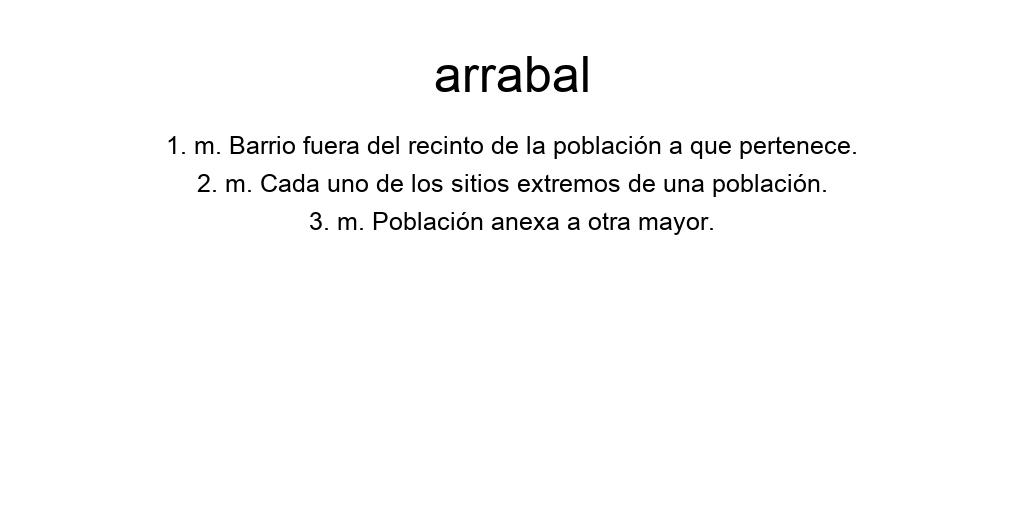 arrabal
1. m. Barrio fuera del recinto de la población a que pertenece.
2. m. Cada uno de los sitios extremos de una población.
3. m. Población anexa a otra mayor.